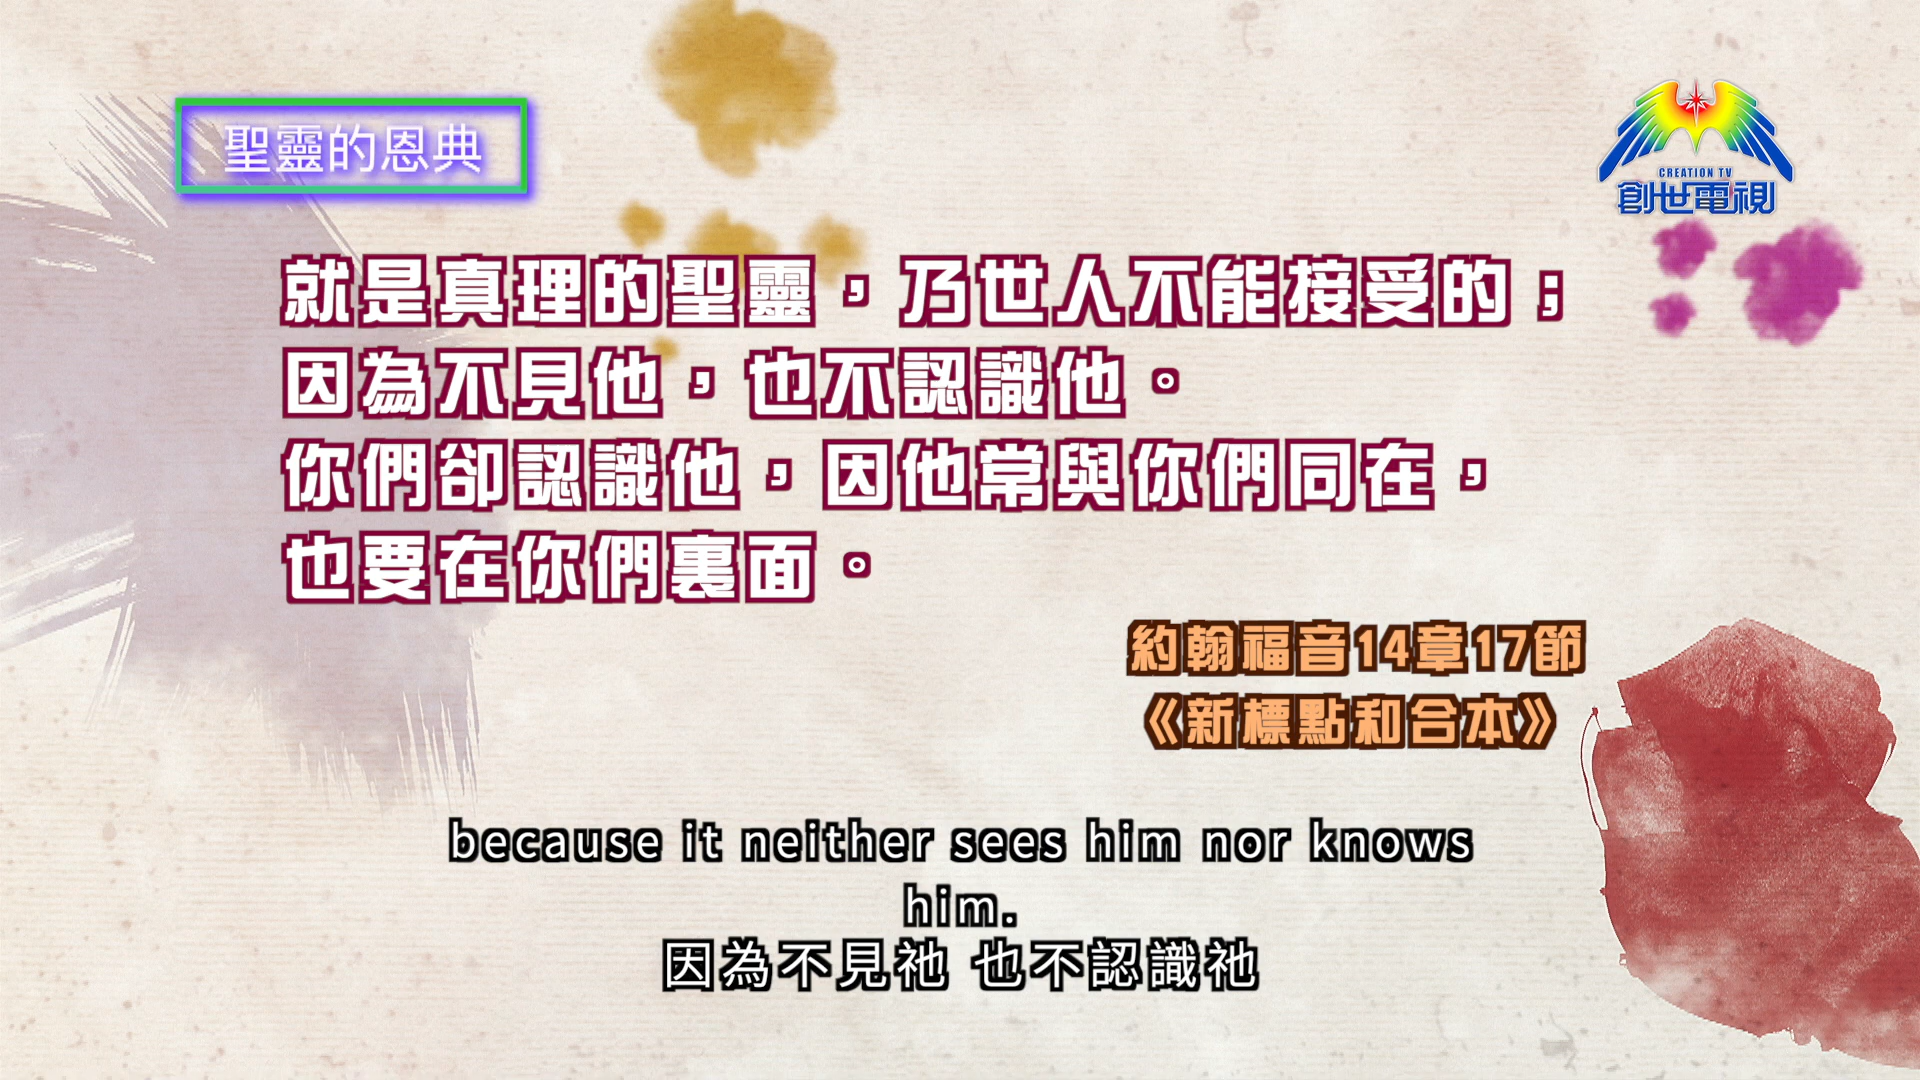 聖靈的恩典
CREATION TV
創世電視
就是真理的聖靈，乃世人不能接受的；
因為不見他，也不認識他。
你們卻認識他，因他常與你們同在，
也要在你們裏面。
約翰福音14章17節
《新標點和合本》
because it neither sees him nor knows
him.
因為不見祂 也不認識祂